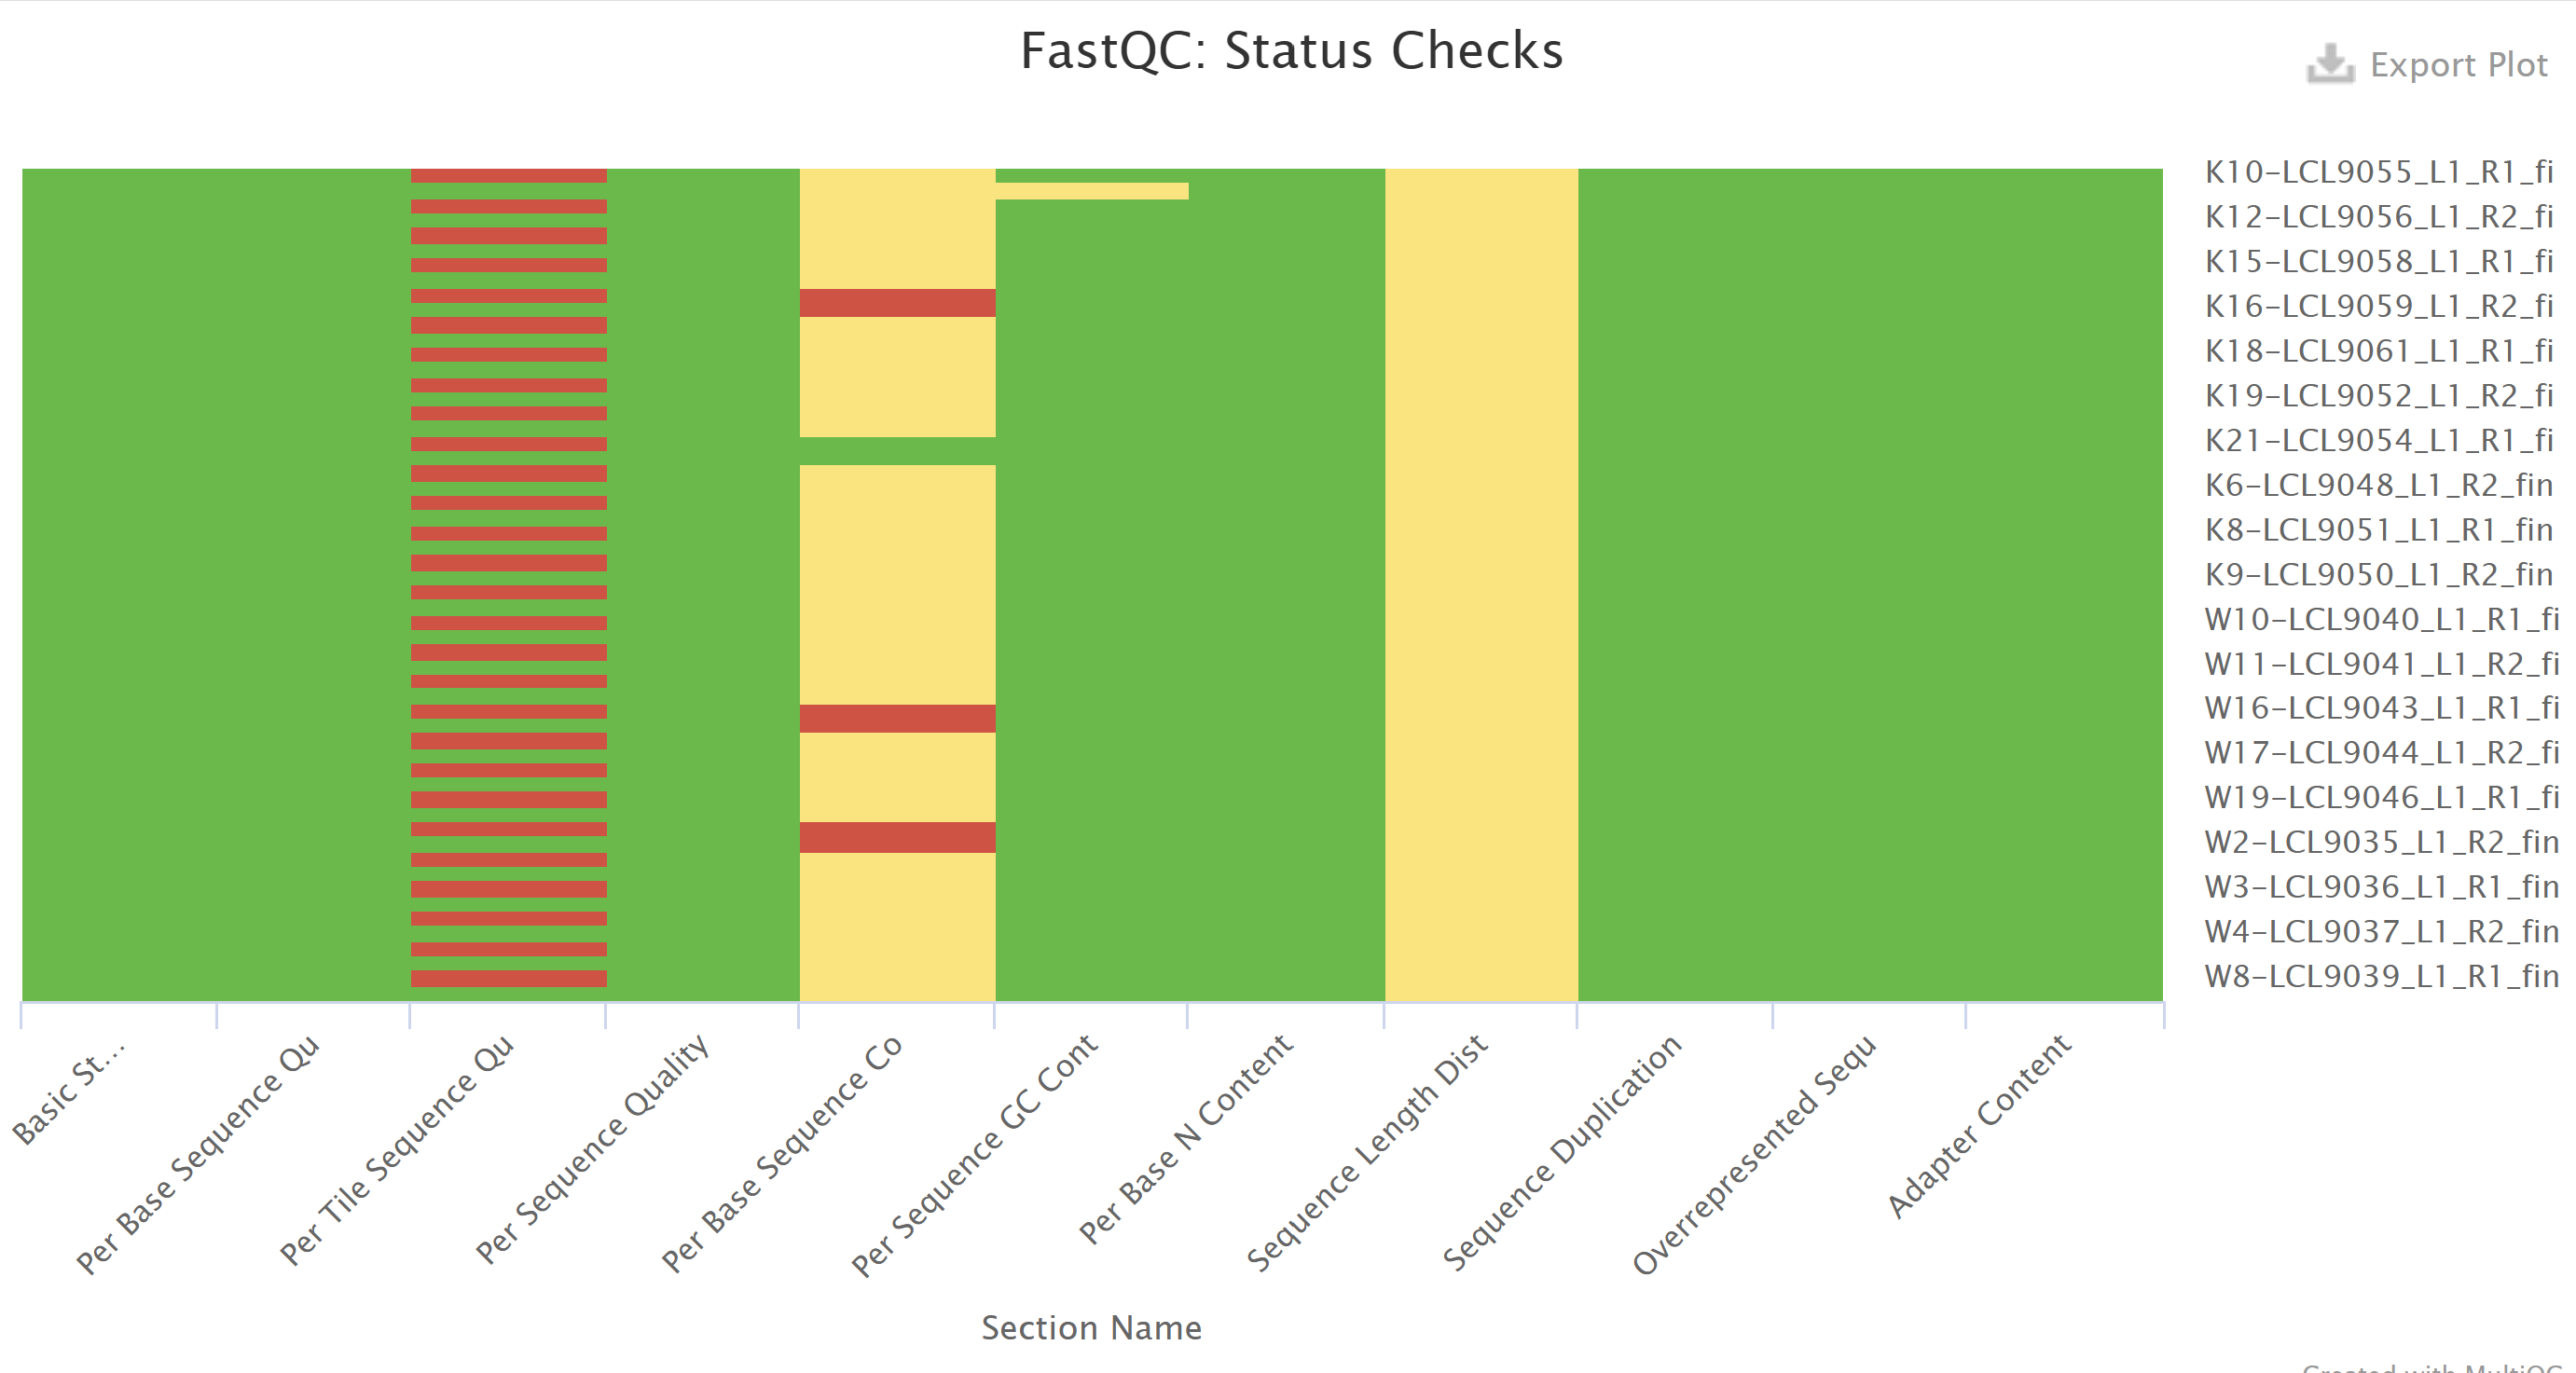 FastQC: Status Checks
Export Plot
K10-LCL9055_L1_R1_fi
K12-LCL9056_L1_R2_fi
K15-LCL9058_L1_R1_fi
K16-LCL9059_L1_R2_fi
K18-LCL9061_L1_R1_fi
K19-LCL9052_L1_R2_fi
K21-LCL9054_L1_R1_fi
K6-LCL9048_L1_R2_fin
K8-LCL9051_L1_R1_fin
K9-LCL9050_L1_R2_fin
W10-LCL9040_L1_R1_fi
W11-LCL9041_L1_R2_fi
W16-LCL9043_L1_R1_fi
W17-LCL9044_L1_R2_fi
W19-LCL9046_L1_R1_fi
W2-LCL9035_L1_R2_fin
W3-LCL9036_L1_R1_fin
W4-LCL9037_L1_R2_fin
W8-LCL9039_L1_R1_fin
Basic St...
Per Base Sequence Qu
Per Tile Sequence Qu
Per Sequence Quality
Per Base Sequence Co
Per Sequence GC Cont
Per Base N Content
Sequence Length Dist
Sequence Duplication
Overrepresented Sequ
Adapter Content
Section Name
Created with MultiQC